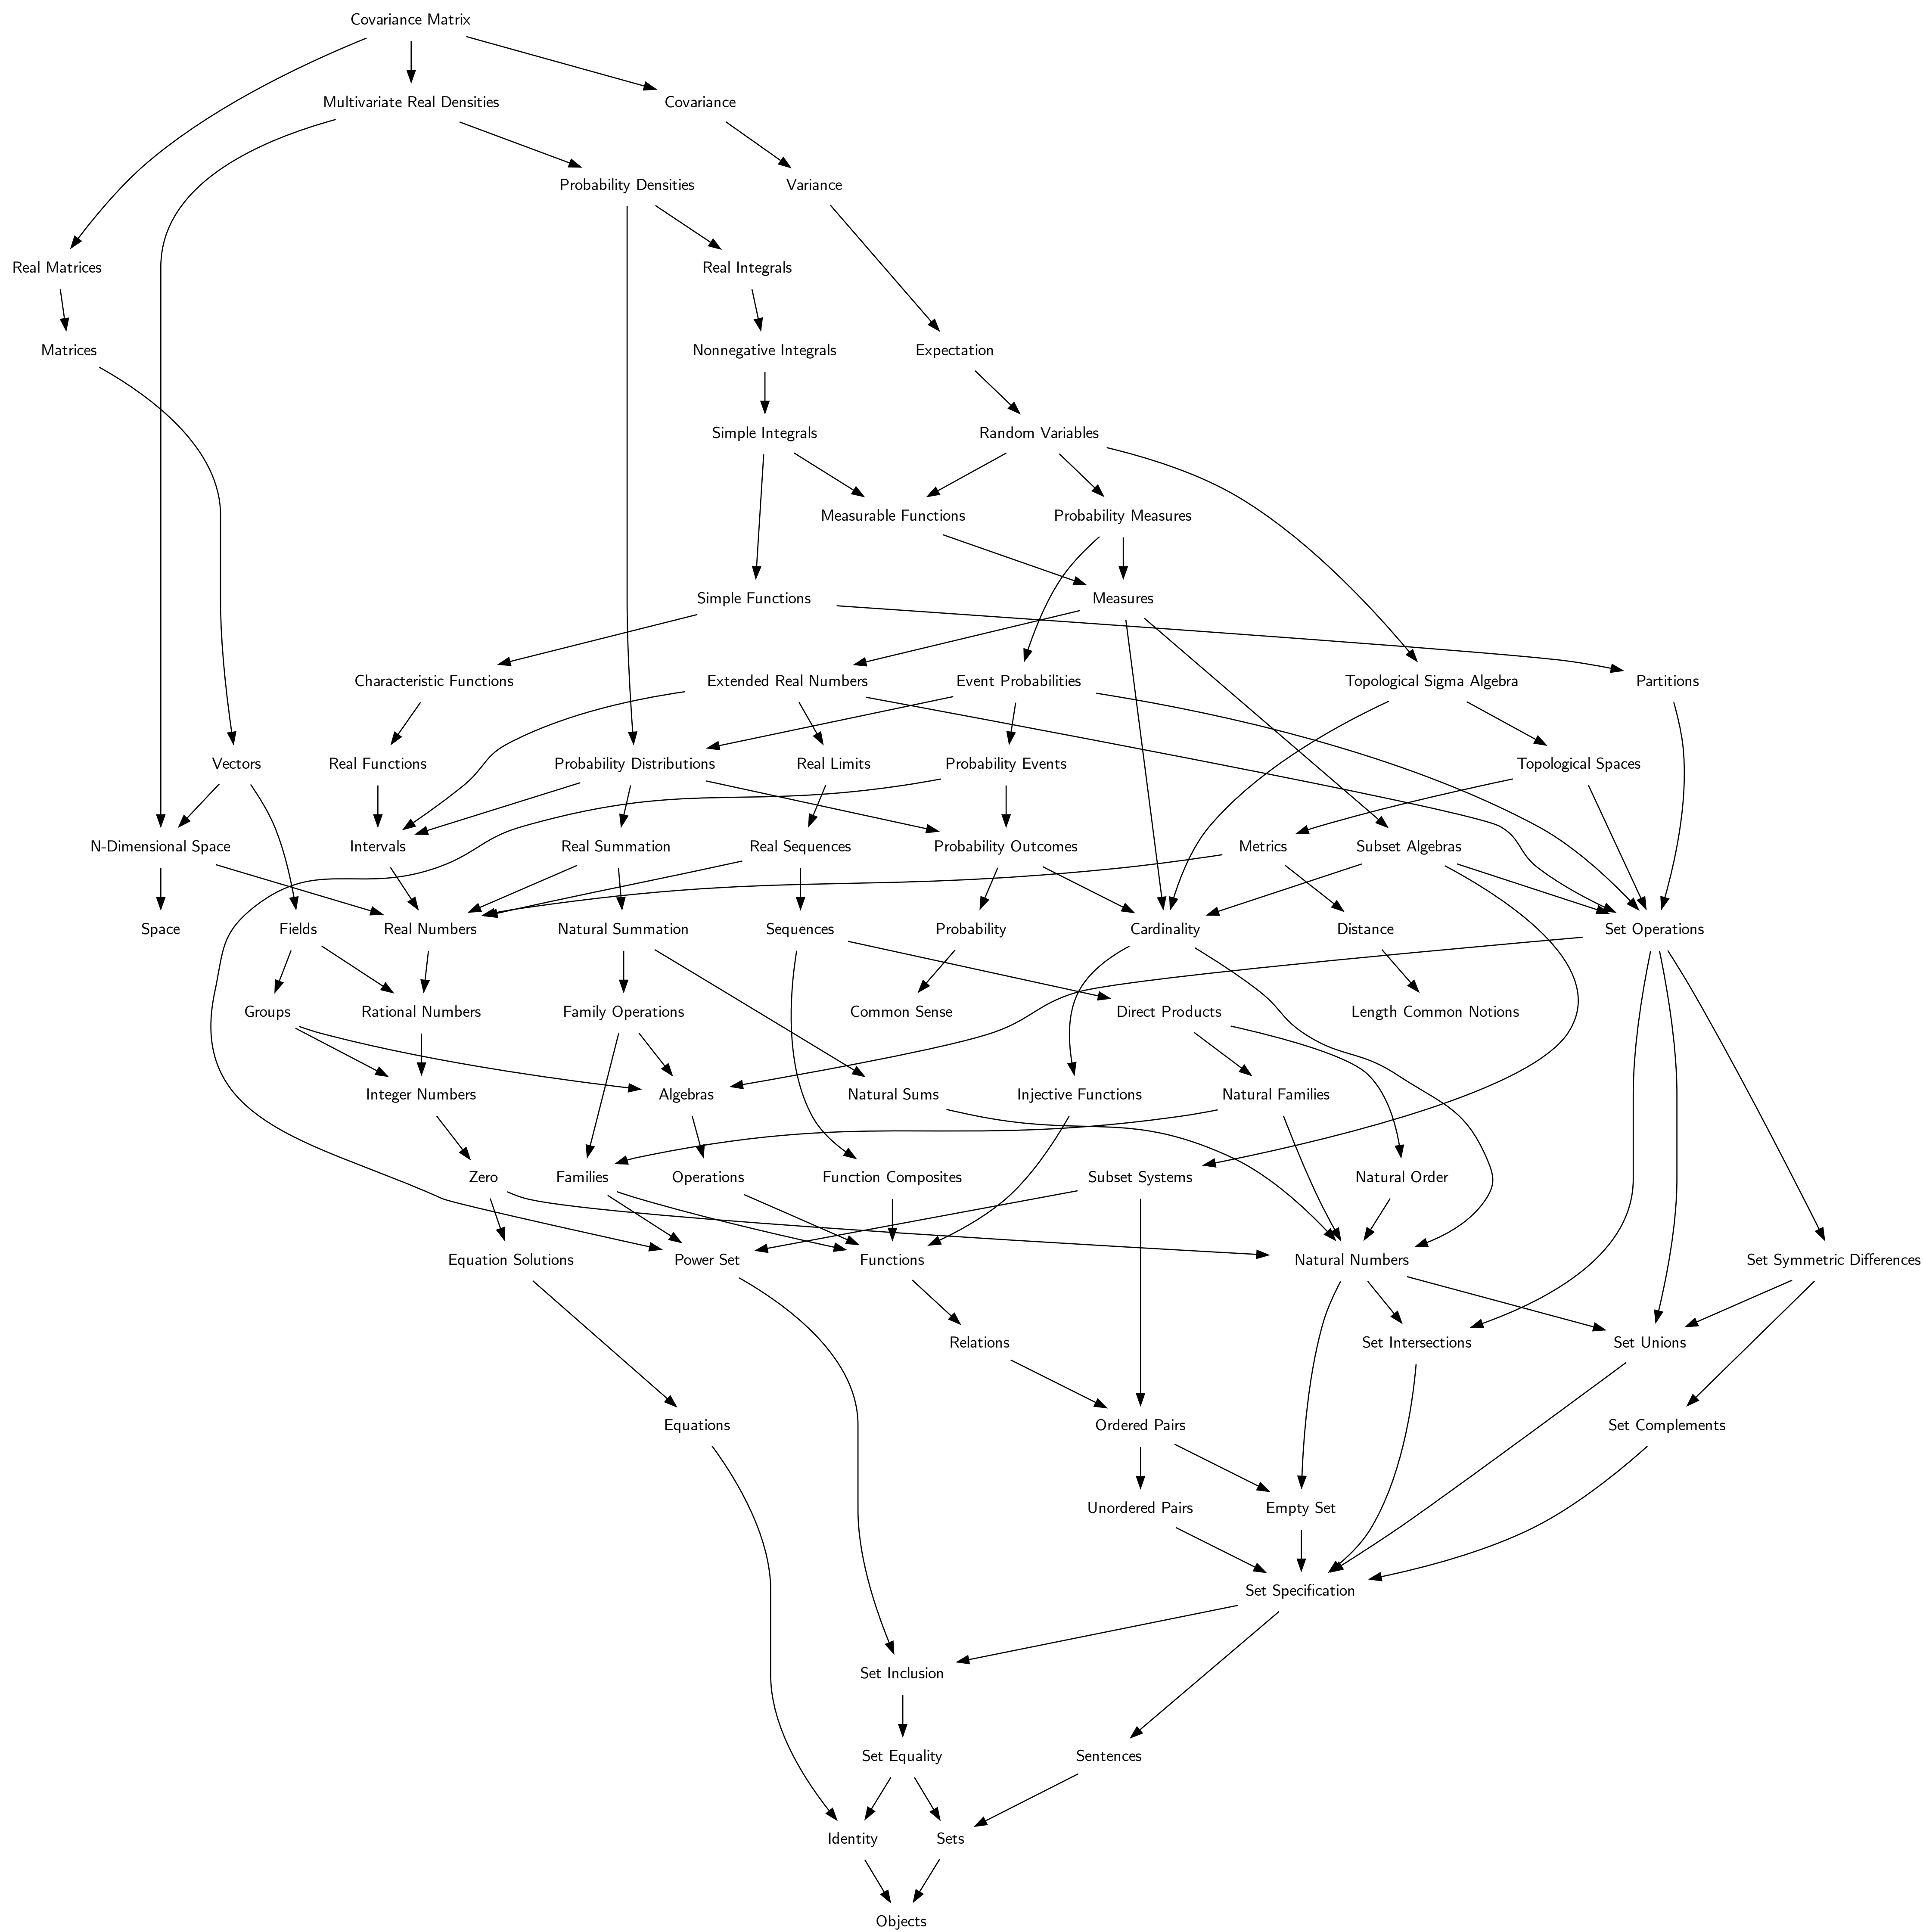 Covariance Matrix
Multivariate Real Densities
Covariance
Probability Densities
Variance
Real Matrices
Real Integrals
Matrices
Nonnegative Integrals
Expectation
Simple Integrals
Random Variables
Measurable Functions
Probability Measures
Simple Functions
Measures
Characteristic Functions
Extended Real Numbers
Event Probabilities
Topological Sigma Algebra
Partitions
Vectors
Real Functions
Probability Distributions
Real Limits
Probability Events
Topological Spaces
N-Dimensional Space
Intervals
Real Summation
Real Sequences
Probability Outcomes
Metrics
Subset Algebras
Space
Fields
Real Numbers
Natural Summation
Sequences
Probability
Cardinality
Distance
Set Operations
Groups
Rational Numbers
Family Operations
Common Sense
Direct Products
Length Common Notions
Integer Numbers
Algebras
Natural Sums
Injective Functions
Natural Families
Zero
Families
Operations
Function Composites
Subset Systems
Natural Order
Equation Solutions
Power Set
Functions
Natural Numbers
Set Symmetric Differences
Relations
Set Intersections
Set Unions
Equations
Ordered Pairs
Set Complements
Unordered Pairs
Empty Set
Set Specification
Set Inclusion
Set Equality
Sentences
Identity
Sets
Objects